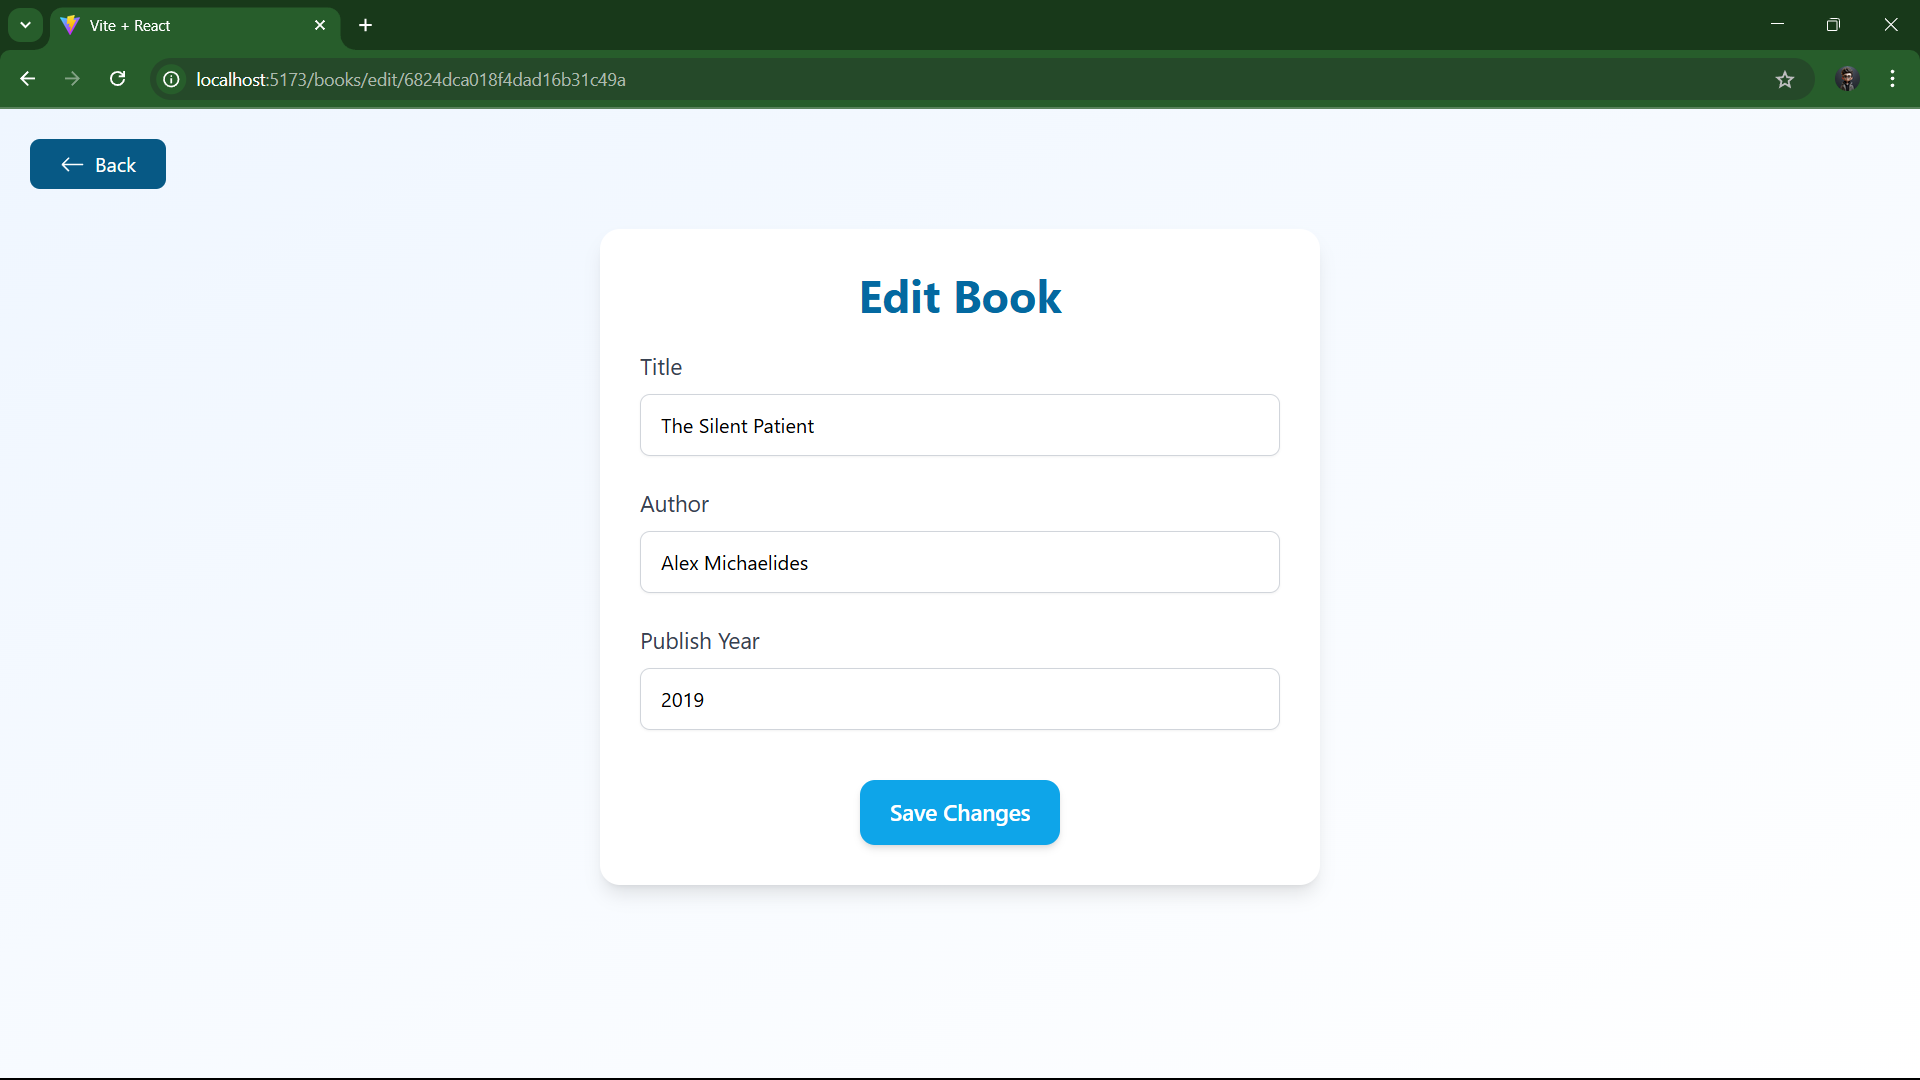 Vite + React
localhost:5173/books/edit/6824dca018f4dad16b31c49a
Back
Edit Book
Title
The Silent Patient
Author
Alex Michaelides
Publish Year
2019
Save Changes